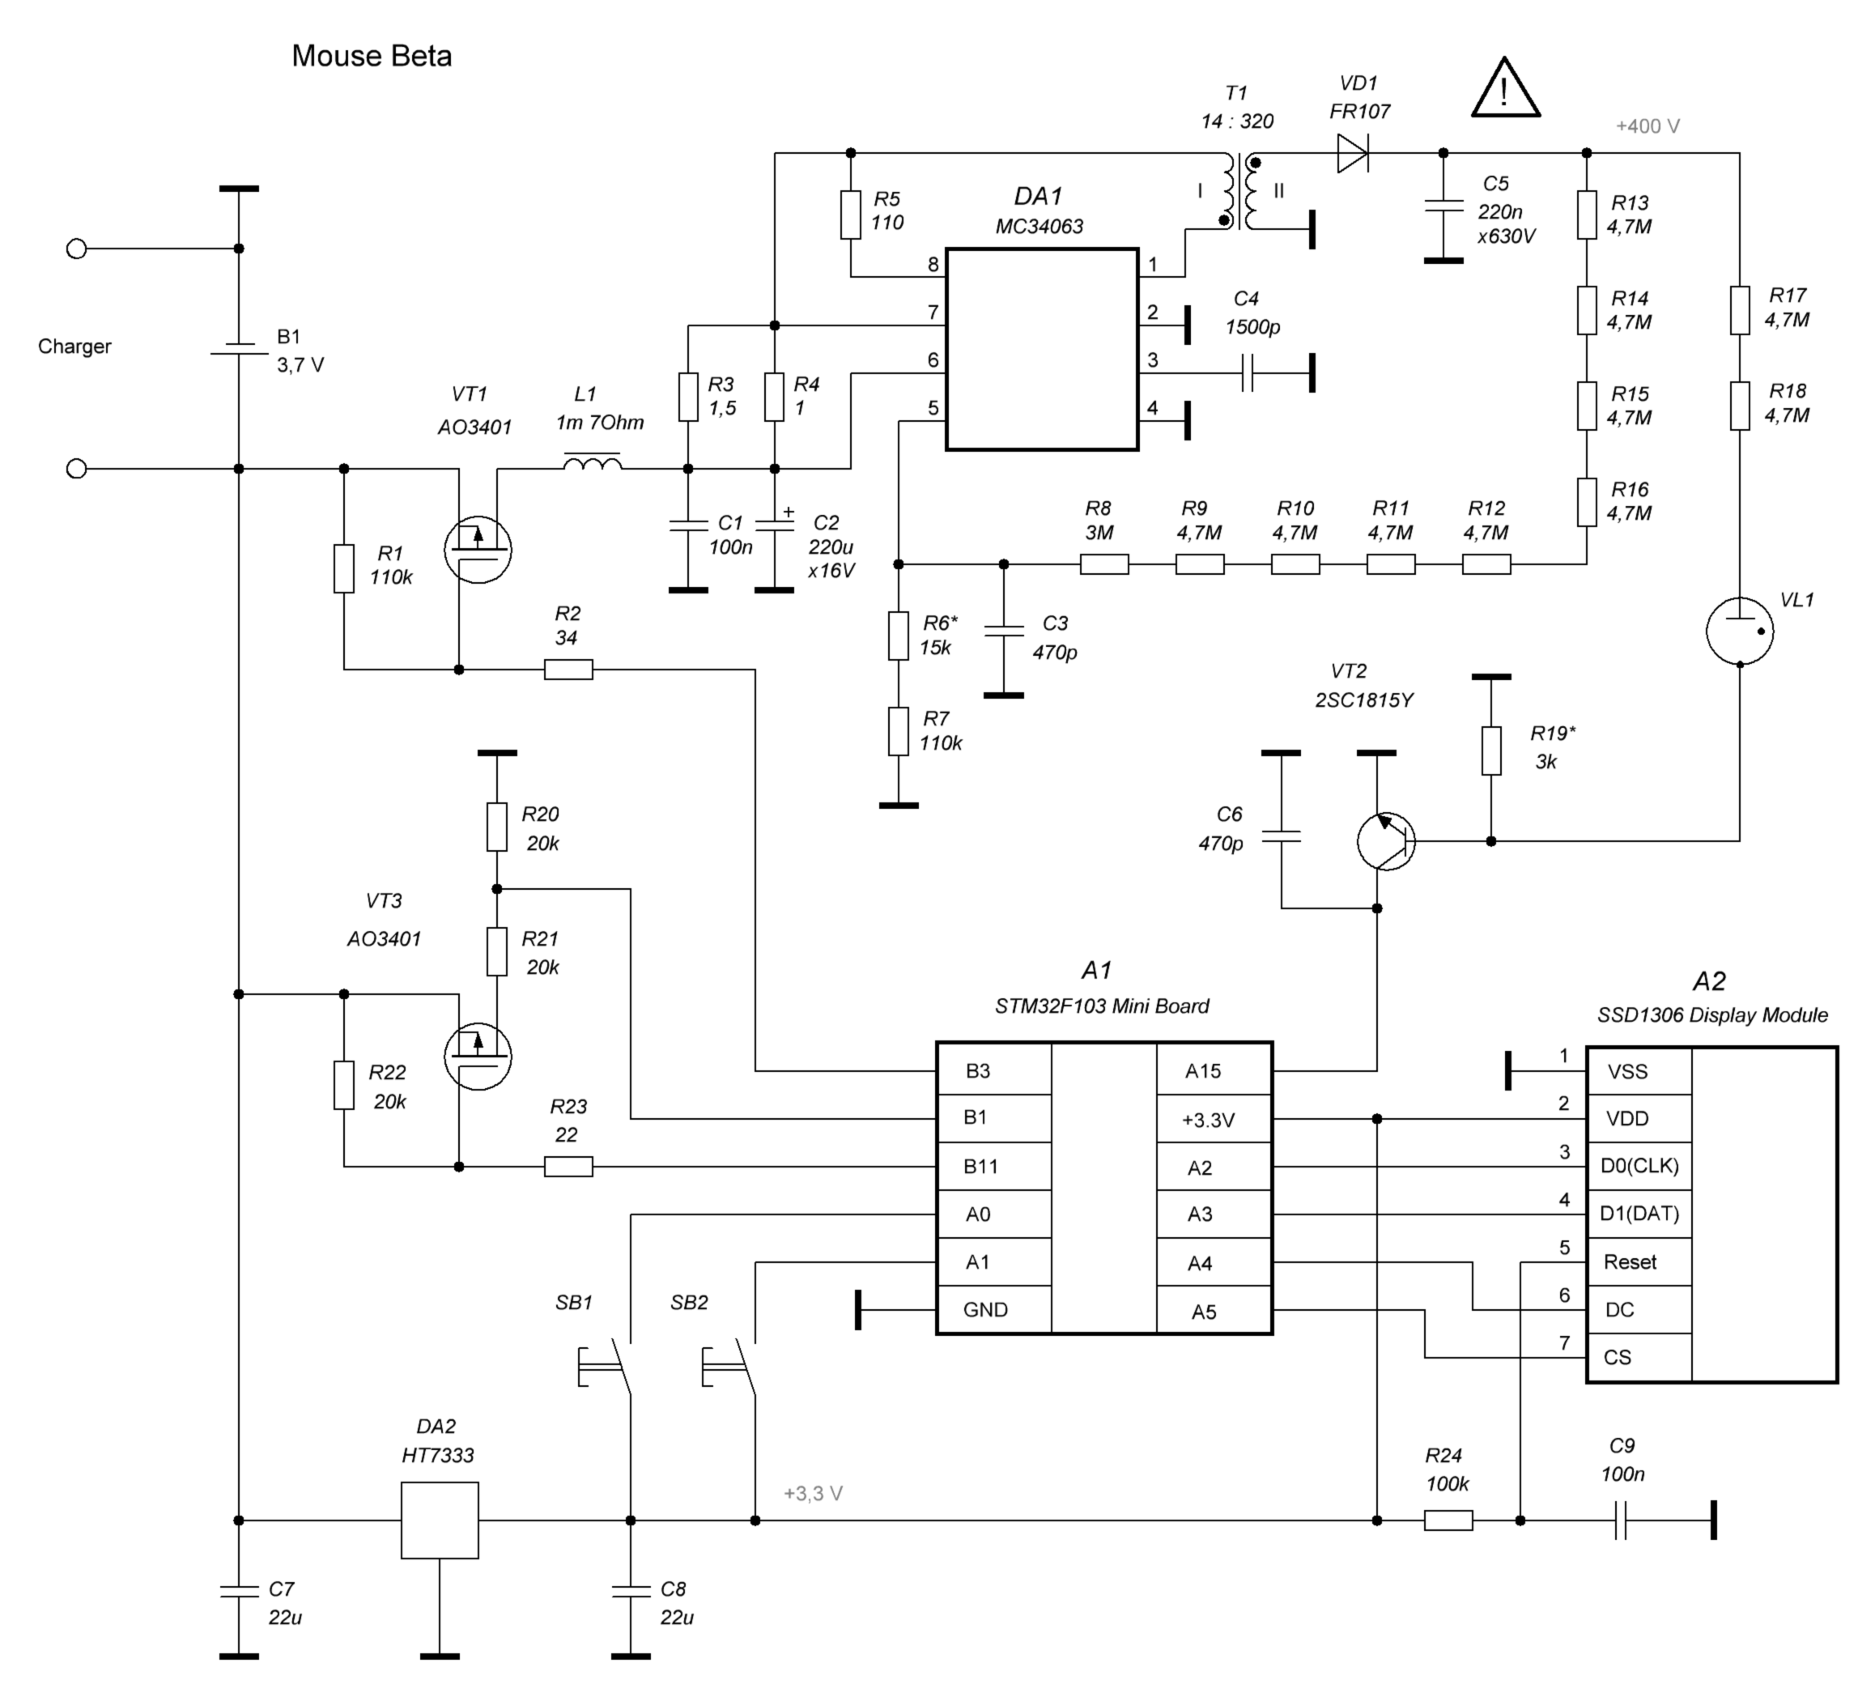 Mouse Beta
T1
14 : 320
VD1
FR107
!
+400 V
R5
110
DA1
MC34063
I
II
C5
220n
x630V
R13
4,7M
8
1
7
2
6
3
5
4
C4
1500p
R14
4,7M
R17
4,7M
Charger
B1
3,7 V
VT1
AO3401
L1
1m 7Ohm
R3
1,5
R4
1
R15
4,7M
R18
4,7M
R16
4,7M
C1
100n
+
C2
220u
x16V
R8
3M
R9
4,7M
R10
4,7M
R11
4,7M
R12
4,7M
R1
110k
R2
34
R6*
15k
C3
470p
VL1
VT2
2SC1815Y
R7
110k
R19*
3k
R20
20k
C6
470p
VT3
AO3401
R21
20k
A1
STM32F103 Mini Board
A2
SSD1306 Display Module
R22
20k
R23
22
B3
A15
B1
+3.3V
B11
A2
A0
A3
A1
A4
GND
A5
1
VSS
2
VDD
3
D0(CLK)
4
D1(DAT)
5
Reset
6
DC
7
CS
SB1
SB2
DA2
HT7333
+3,3 V
R24
100k
C9
100n
C7
22u
C8
22u